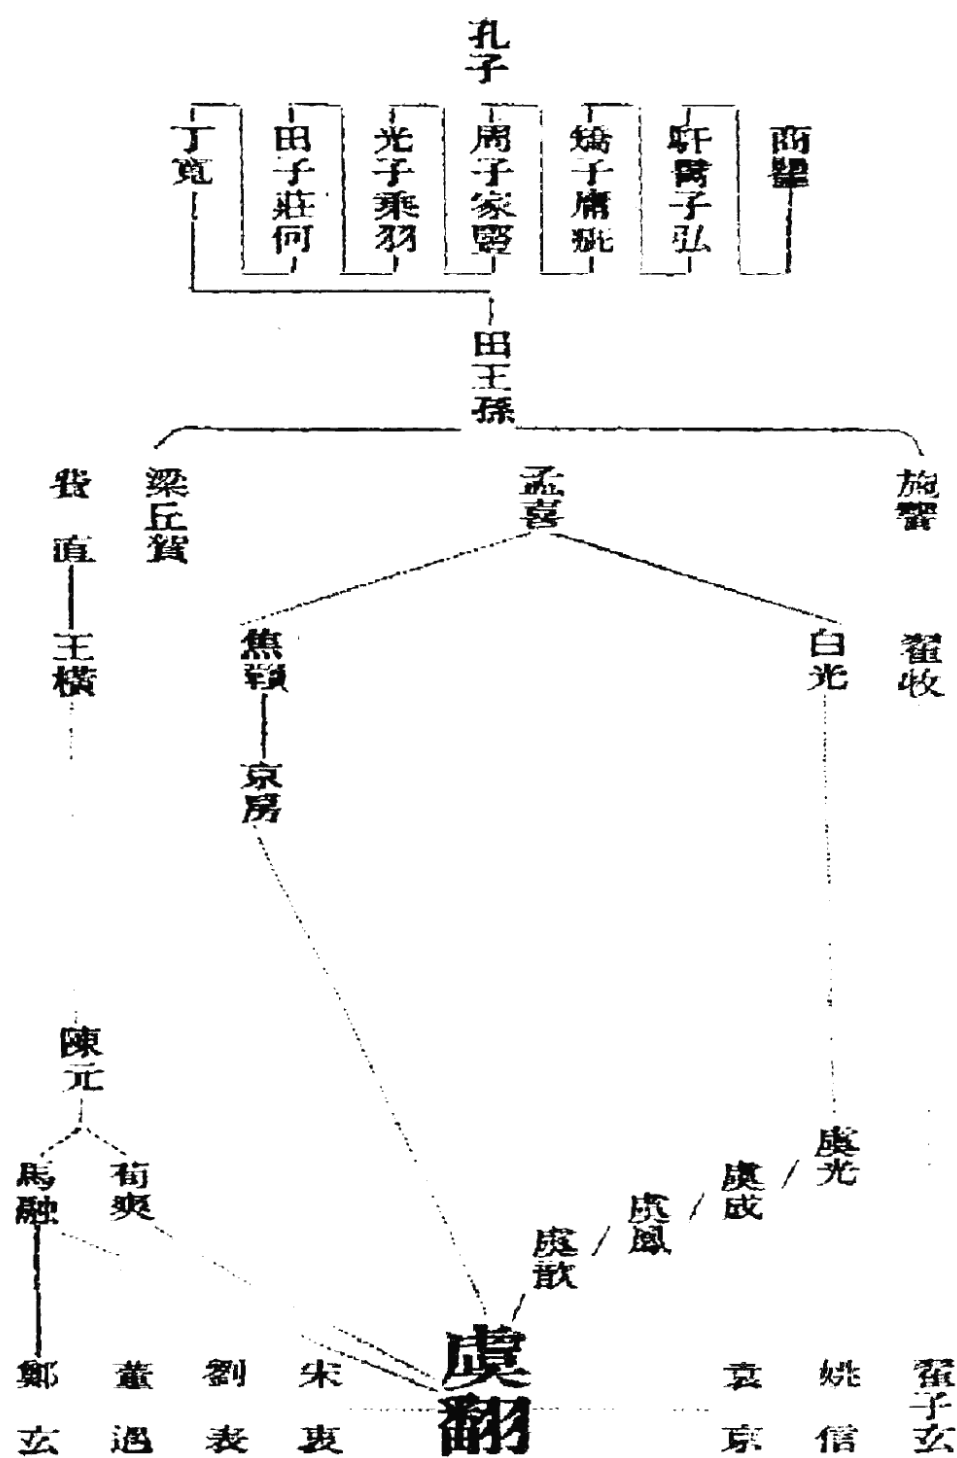 孔子
商瞿
馯臂子弘
矯子庸疵
周子家豎
光子乘羽
田子莊何
丁寬
田王孫
施讐
孟喜
梁丘賀
費直
翟牧
白光
焦贛
王橫
京房
陳元
虞光
虞成
虞鳳
虞歆
荀爽
馬融
翟子玄
姚信
袁京
虞翻
宋衷
劉表
董遇
鄭玄